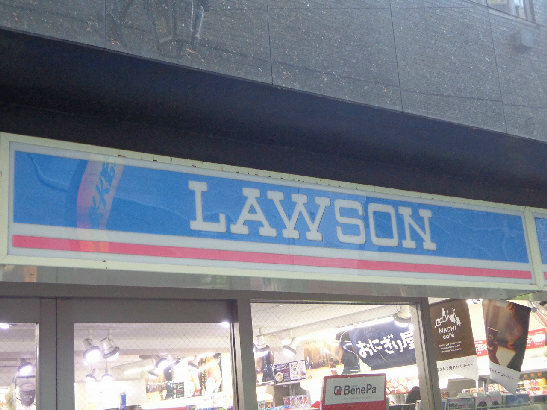 LAWSON
おにぎり屋
MACHI
café
BenePa